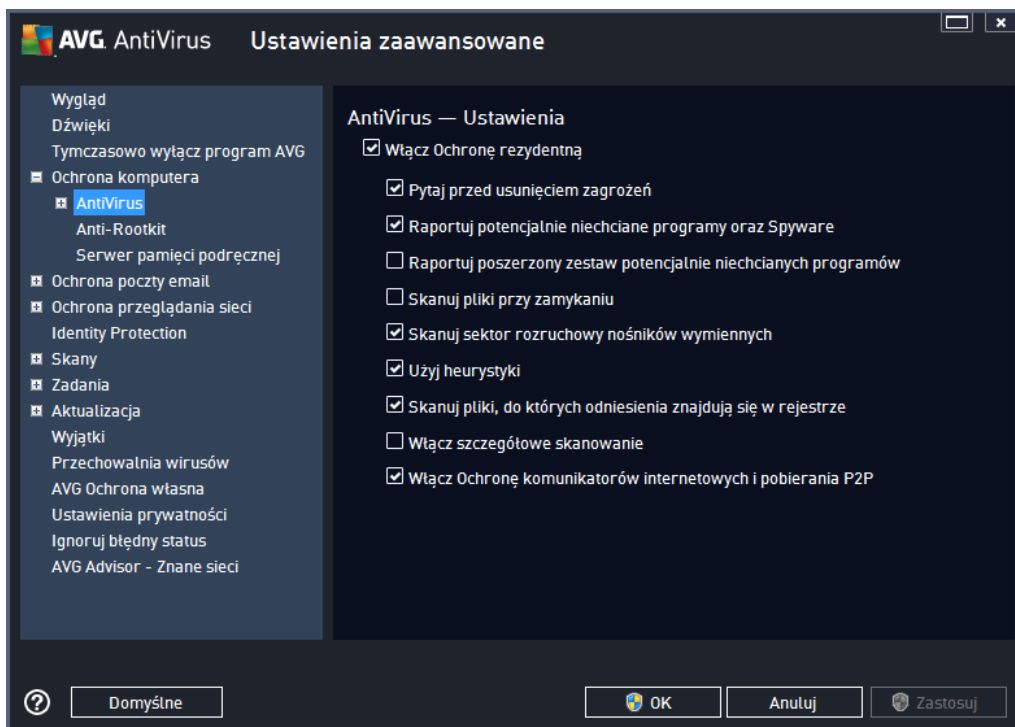 AVG. AntiVirus Ustawienia zaawansowane
Wygląd
Dźwięki
Tymczasowo wyłącz program AVG
Ochrona komputera
AntiVirus
Anti-Rootkit
Serwer pamięci podręcznej
Ochrona poczty email
Ochrona przeglądania sieci
Identity Protection
Skany
Zadania
Aktualizacja
Wyjątki
Przechowalnia wirusów
AVG Ochrona własna
Ustawienia prywatności
Ignoruj błędny status
AVG Advisor - Znane sieci
AntiVirus — Ustawienia
Włącz Ochronę rezydentną
Pytaj przed usunięciem zagrożeń
Raportuj potencjalnie niechciane programy oraz Spyware
Raportuj poszerzony zestaw potencjalnie niechcianych programów
Skanuj pliki przy zamykaniu
Skanuj sektor rozruchowy nośników wymiennych
Użyj heurystyki
Skanuj pliki, do których odniesienia znajdują się w rejestrze
Włącz szczegółowe skanowanie
Włącz Ochronę komunikatorów internetowych i pobierania P2P
Domyślne
OK
Anuluj
Zastosuj